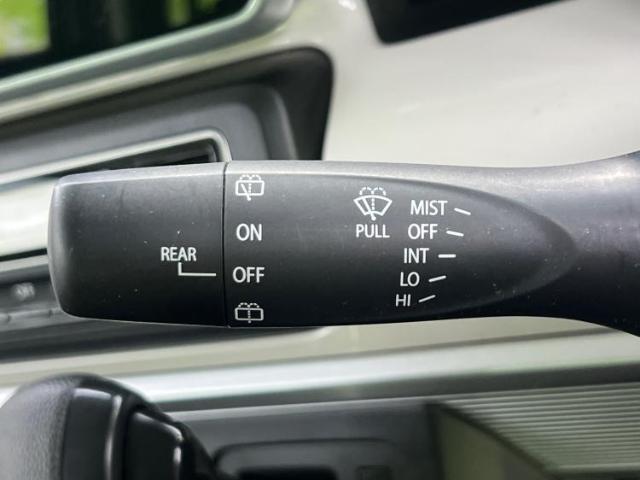 REAR
ON
OFF
PULL
MIST
OFF
INT
LO
HI